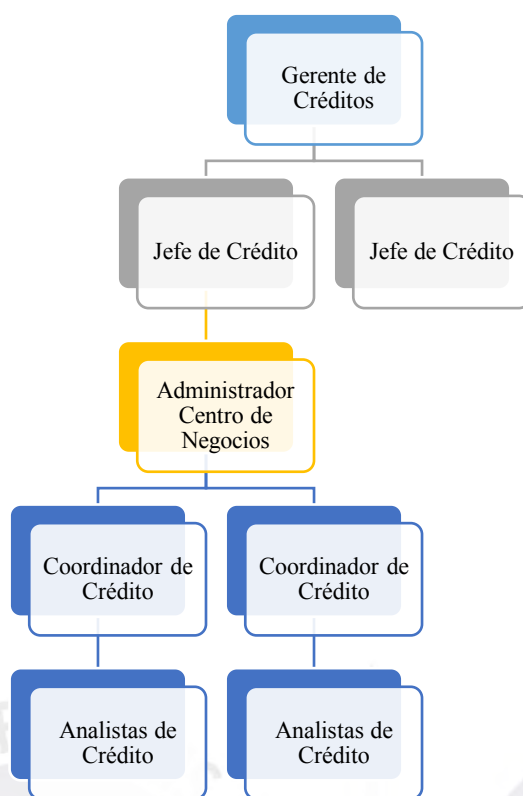 Gerente de
Créditos
Jefe de Crédito
Jefe de Crédito
Administrador
Centro de
Negocios
Coordinador de
Crédito
Coordinador de
Crédito
Analistas de
Crédito
Analistas de
Crédito